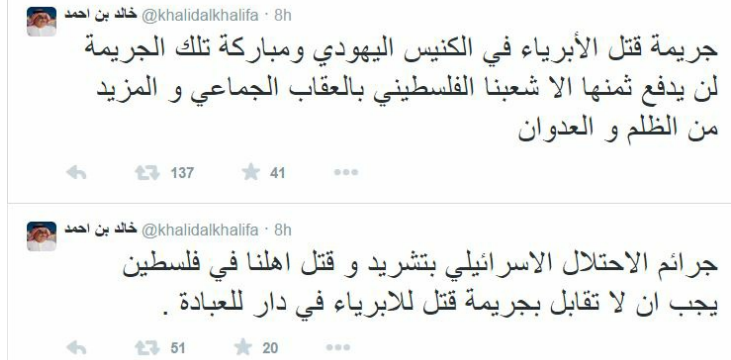 خالد بن احمد @khalidalkhalifa · 8h
جريمة قتل الأبرياء في الكنيس اليهودي ومباركة تلك الجريمة
لن يدفع ثمنها الا شعبنا الفلسطيني بالعقاب الجماعي و المزيد
من الظلم و العدوان
137 41
خالد بن احمد @khalidalkhalifa · 8h
جرائم الاحتلال الاسرائيلي بتشريد و قتل اهلنا في فلسطين
يجب ان لا تقابل بجريمة قتل للابرياء في دار للعبادة .
51 20